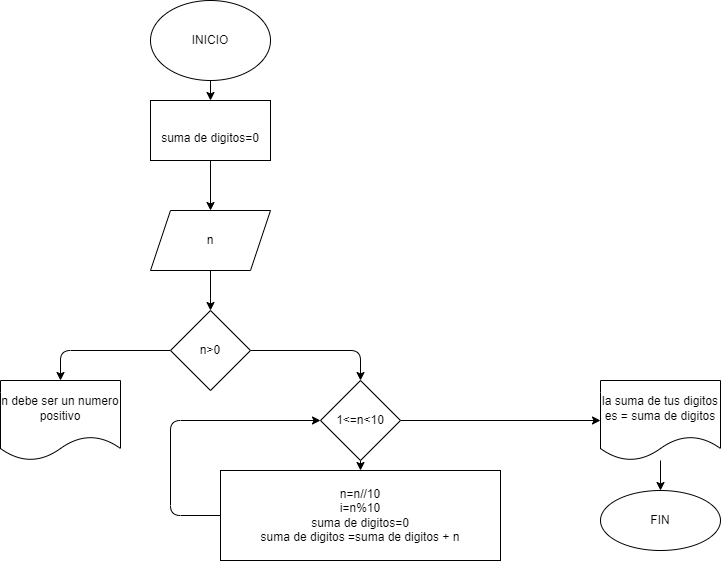 INICIO
suma de digitos=0
n
n>0
n debe ser un numero
positivo
1<=n<10
la suma de tus digitos
es = suma de digitos
n=n//10
i=n%10
suma de digitos=0
suma de digitos =suma de digitos + n
FIN